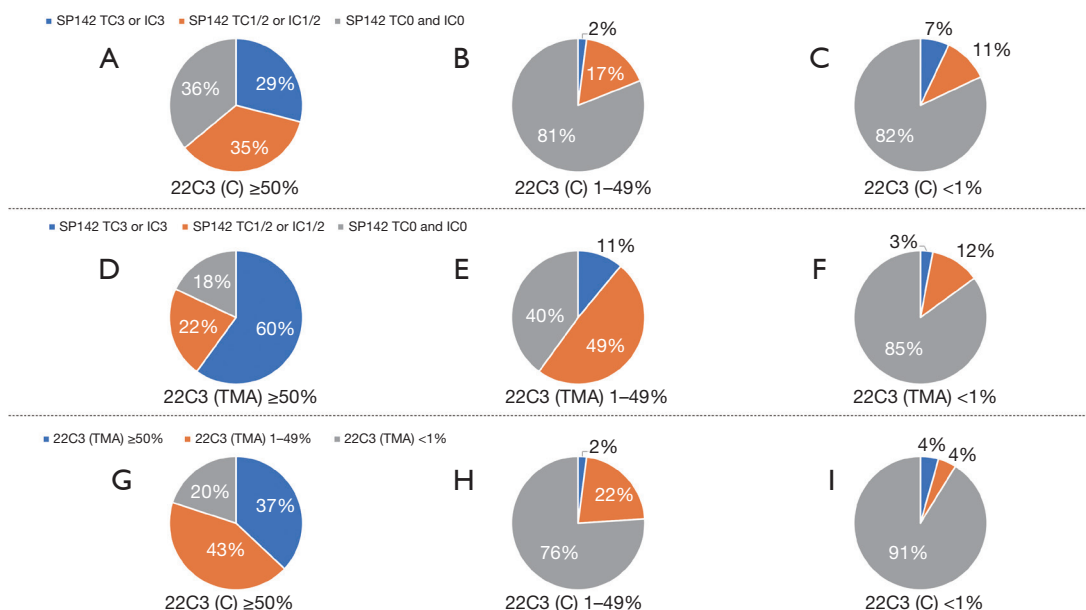 SP142 TC3 or IC3 SP142 TC1/2 or IC1/2 SP142 TC0 and IC0
A
36%
29%
35%
22C3 (C) ≥50%
B
2%
17%
81%
22C3 (C) 1–49%
C
7%
11%
82%
22C3 (C) <1%
SP142 TC3 or IC3 SP142 TC1/2 or IC1/2 SP142 TC0 and IC0
D
18%
22%
60%
22C3 (TMA) ≥50%
E
11%
40%
49%
22C3 (TMA) 1–49%
F
3%
12%
85%
22C3 (TMA) <1%
22C3 (TMA) ≥50% 22C3 (TMA) 1–49% 22C3 (TMA) <1%
G
20%
37%
43%
22C3 (C) ≥50%
H
2%
22%
76%
22C3 (C) 1–49%
I
4%
4%
91%
22C3 (C) <1%